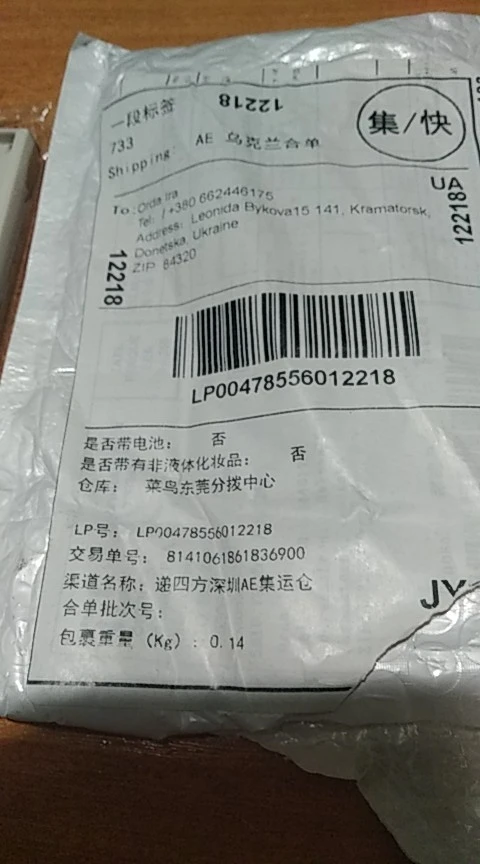 一段标签
12218
集/快
733
Shipping: AE 乌克兰合单
UA
To: Orda Ira
Tel: /+380 662446175
Address: Leonida Bykova15 141, Kramatorsk,
Donetska, Ukraine
ZIP 84320
12218
12218
LP00478556012218
是否带电池: 否
是否带有非液体化妆品: 否
仓库: 菜鸟东莞分拨中心
LP号: LP00478556012218
交易单号: 8141061861836900
渠道名称: 递四方深圳AE集运仓
合单批次号:
包裹重量 (Kg) : 0.14